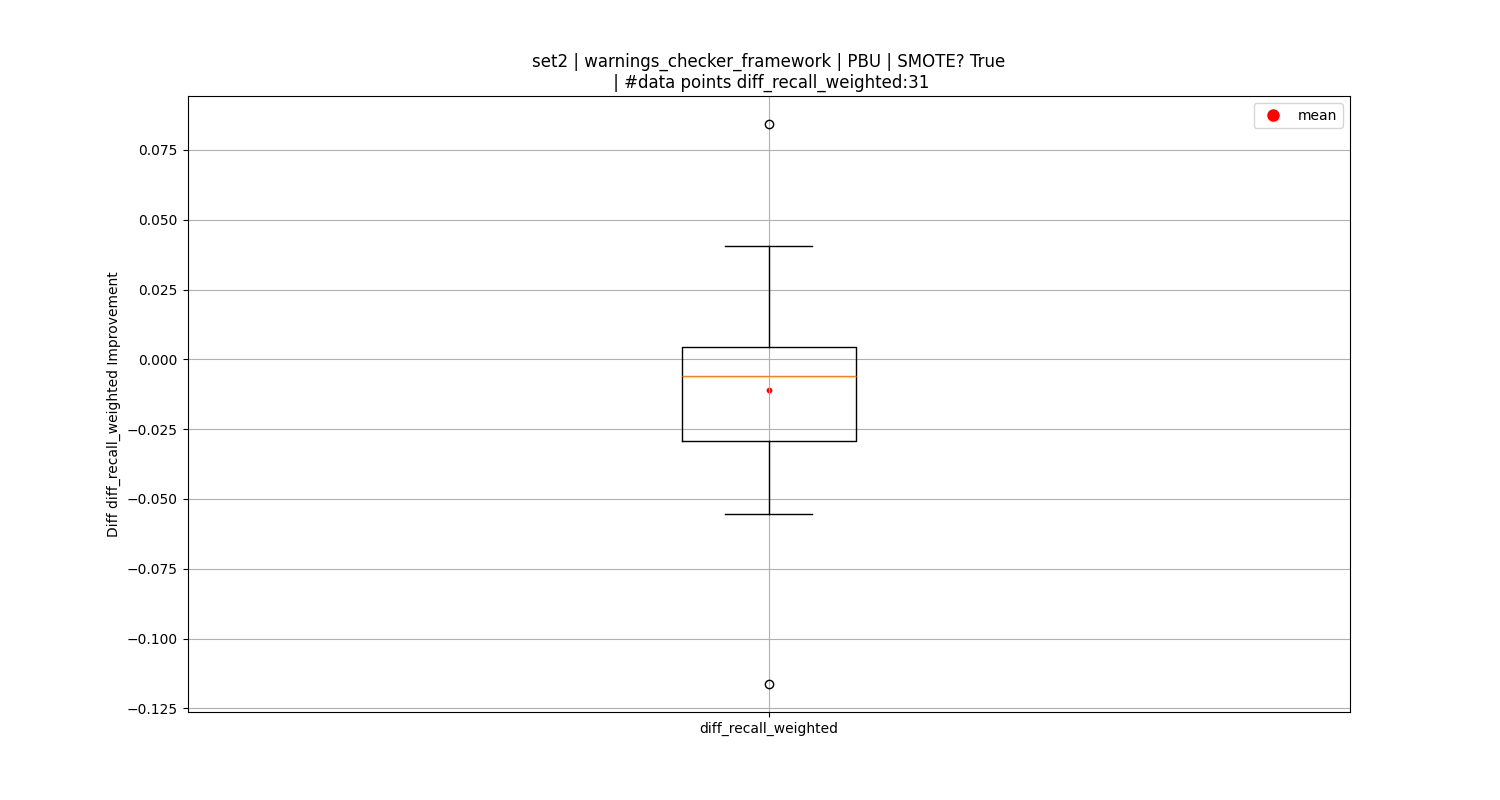 set2 | warnings_checker_framework | PBU | SMOTE? True
| #data points diff_recall_weighted:31
mean
0.075
0.050
0.025
0.000
−0.025
−0.050
−0.075
−0.100
−0.125
Diff diff_recall_weighted Improvement
diff_recall_weighted